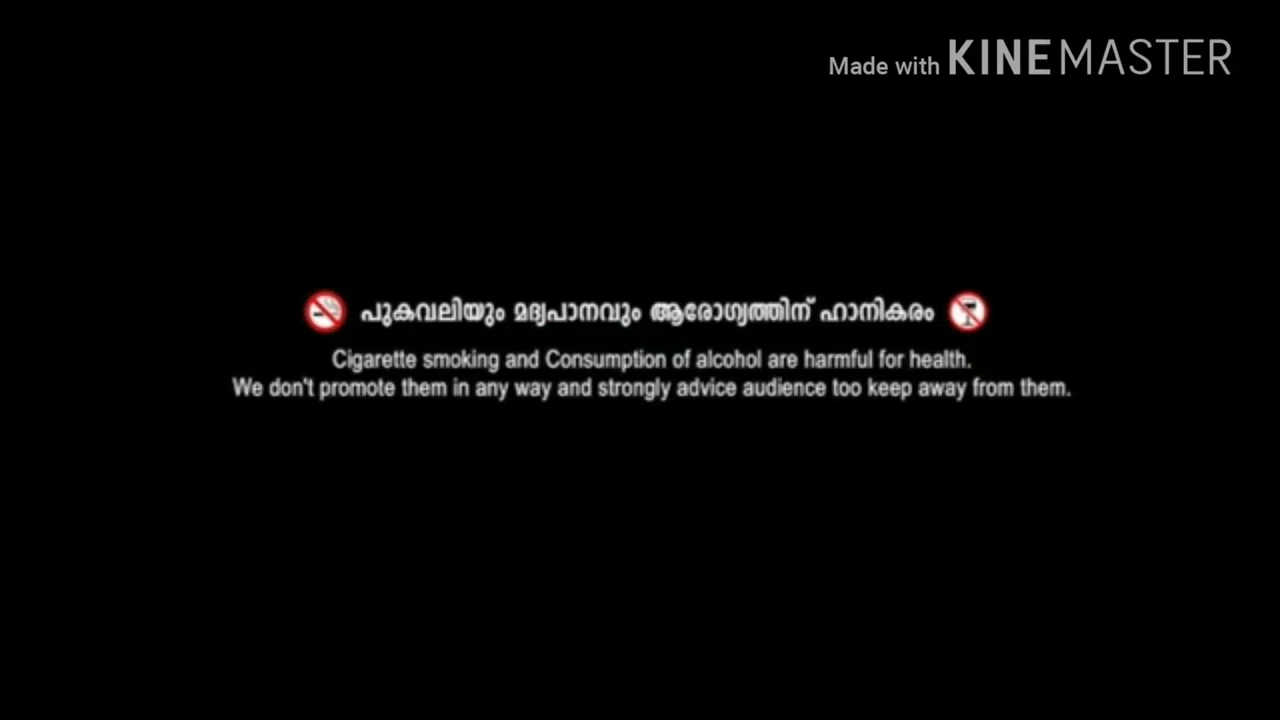 Made with KINEMASTER
പുകവലിയും മദ്യപാനവും ആരോഗ്യത്തിന് ഹാനികരം
Cigarette smoking and Consumption of alcohol are harmful for health.
We don't promote them in any way and strongly advice audience too keep away from them.